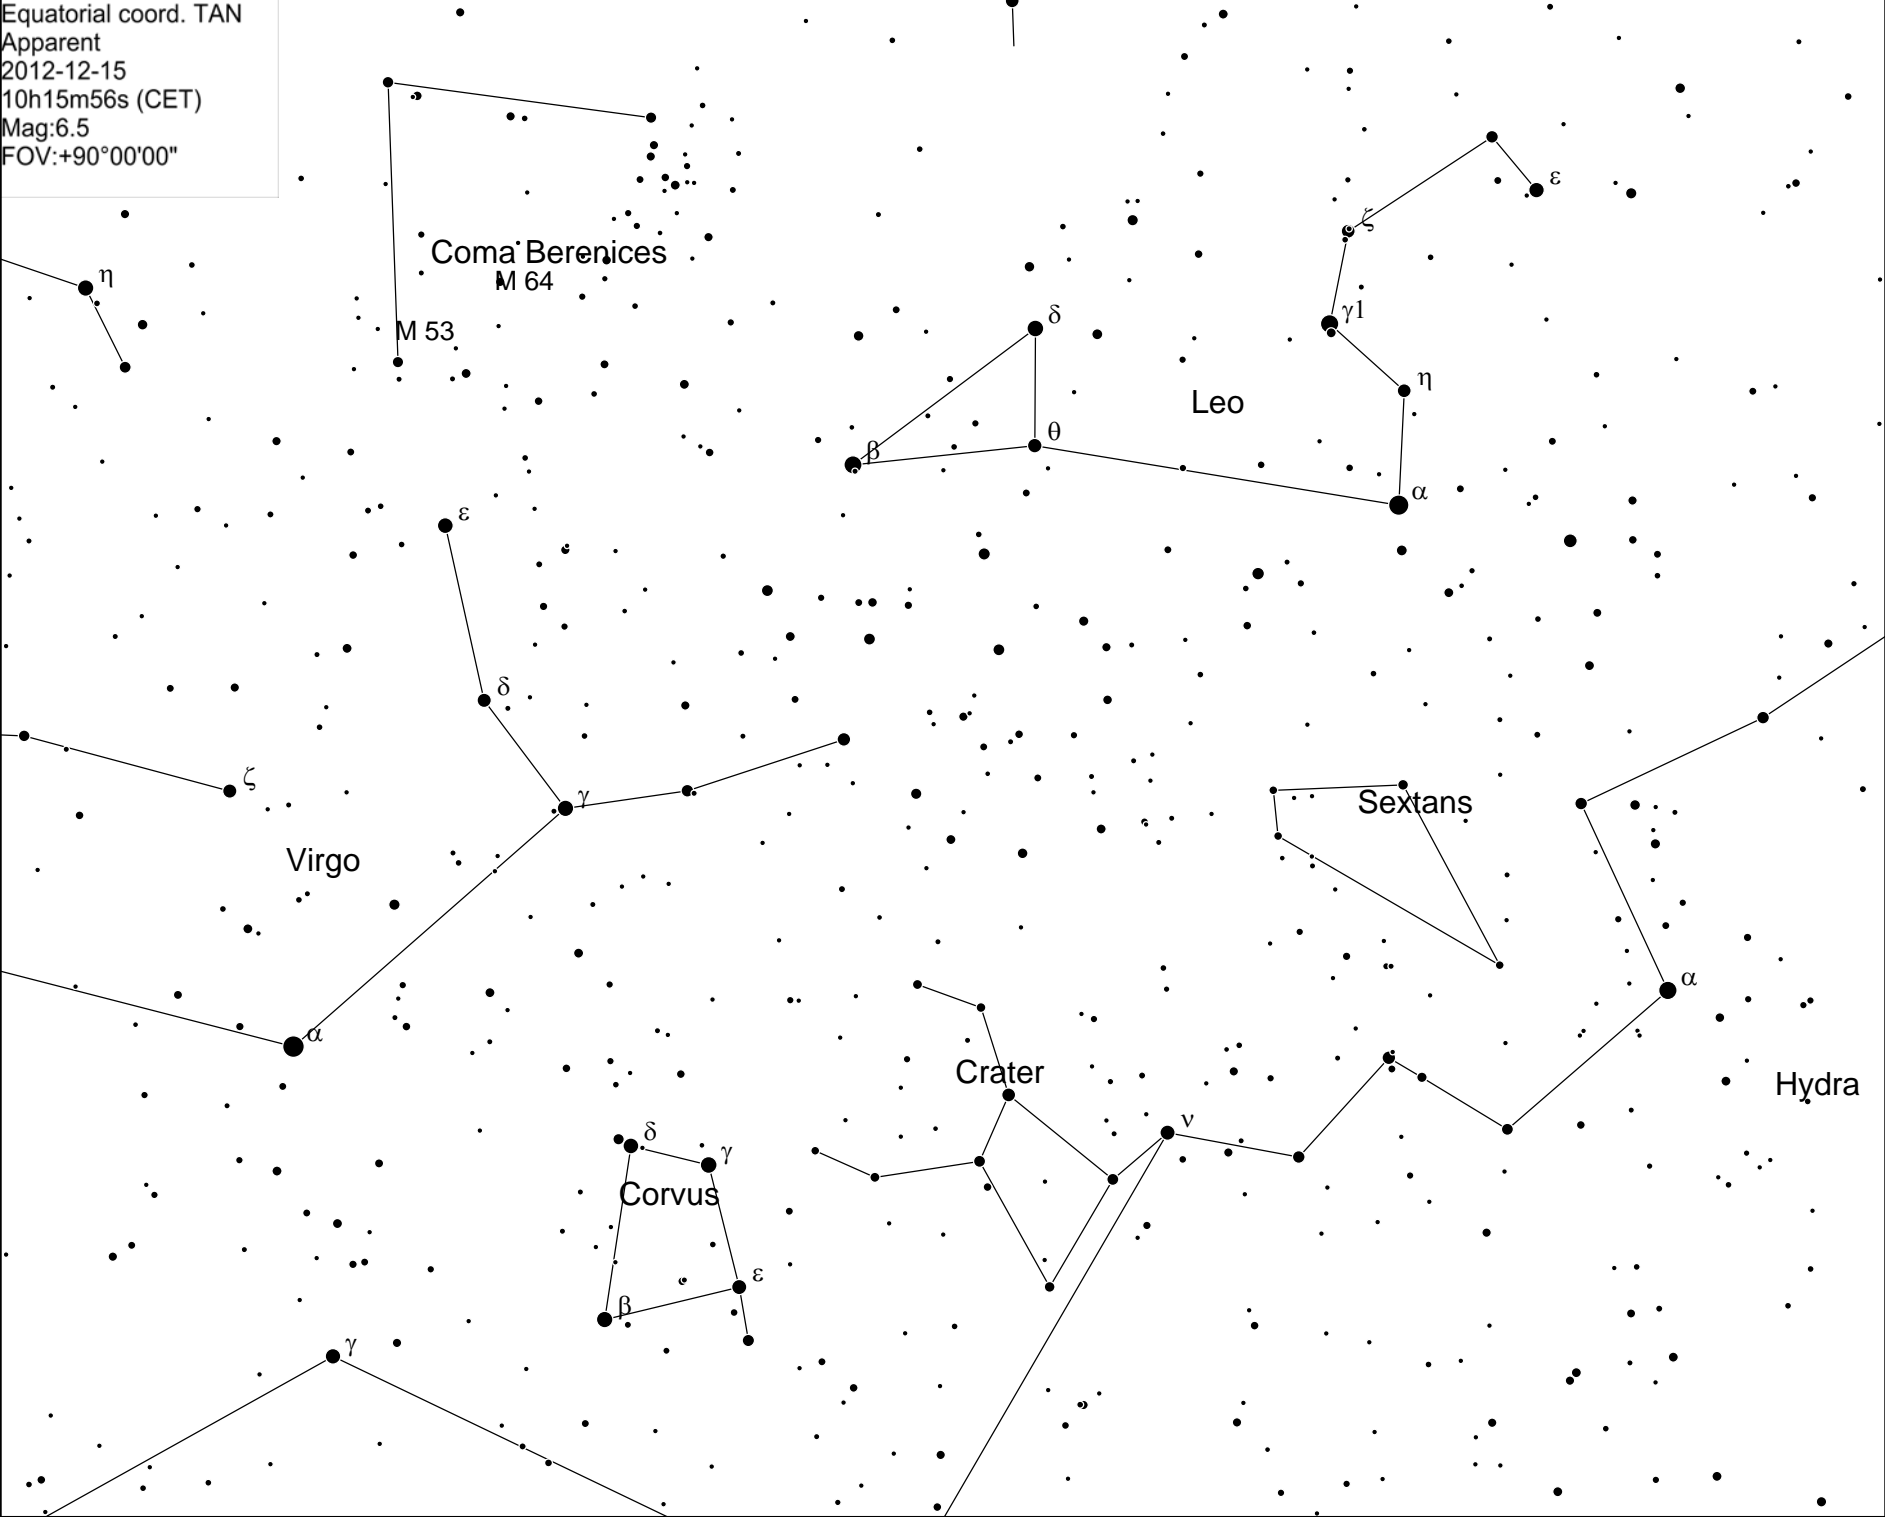 Equatorial coord. TAN
Apparent
2012-12-15
10h15m56s (CET)
Mag:6.5
FOV:+90°00'00"
ε
ζ
η
Coma Berenices
M 64
γ1
δ
M 53
η
Leo
θ
β
α
ε
δ
ζ
γ
Sextans
Virgo
α
α
Crater
Hydra
ν
δ
γ
Corvus
ε
β
γ